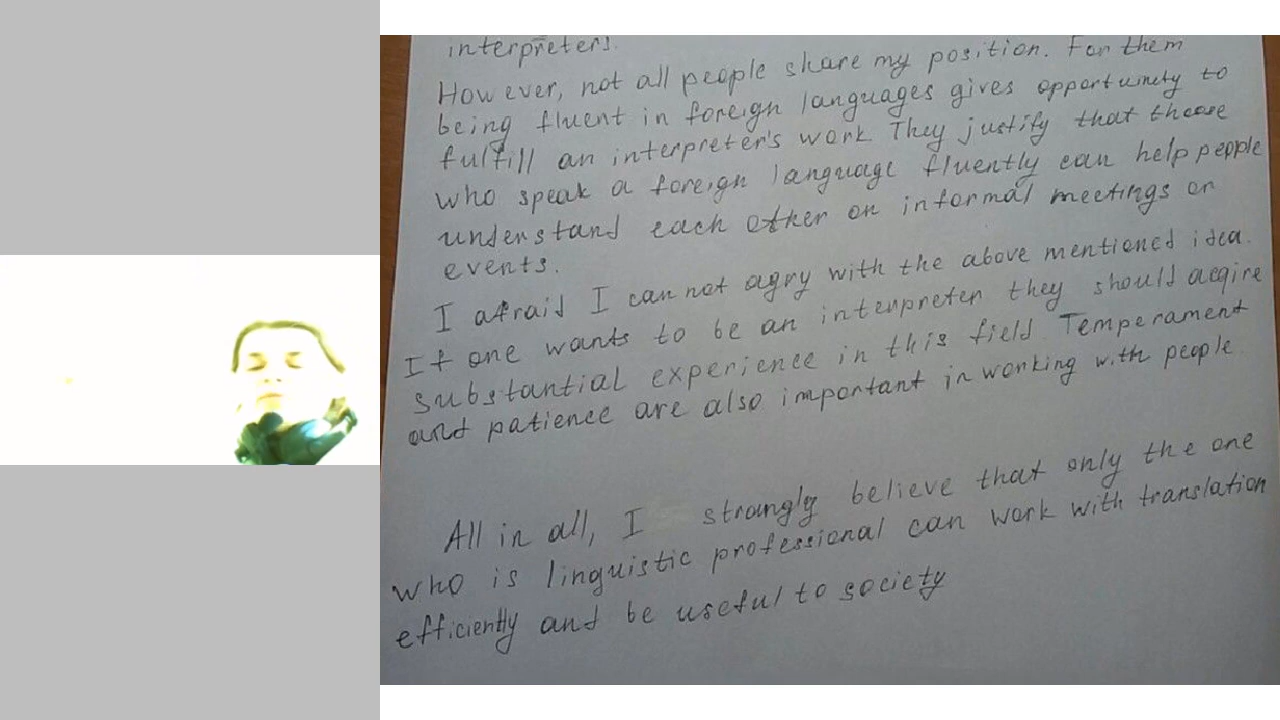 interpreters.
However, not all people share my position. For them
being fluent in foreign languages gives opportunity to
fulfill an interpreter's work They justify that
who speak a foreign language fluently can help people
understand each other on informal meetings or
events.
I afraid I can not agry with the above mentioned idea.
If one wants to be an interpreter they should aeqire
substantial experience in this field Temperament
and patience are also important in working with people
All in all, I strongly believe that only the one
who is linguistic professional can work with translation
efficiently and be useful to society